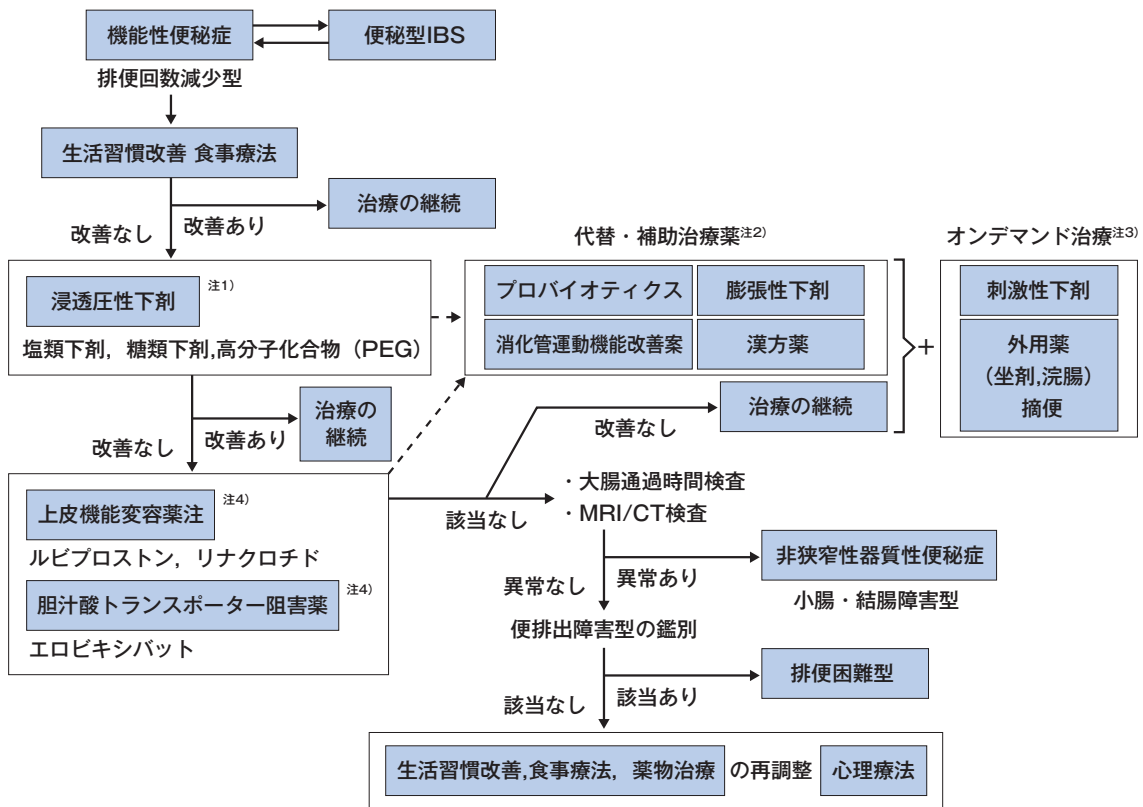 機能性便秘症
便秘型IBS
排便回数減少型
生活習慣改善 食事療法
治療の継続
改善あり
改善なし
代替・補助治療薬注2)
オンデマンド治療注3)
浸透圧性下剤 注1)
塩類下剤，糖類下剤,高分子化合物（PEG）
プロバイオティクス
膨張性下剤
消化管運動機能改善案
漢方薬
刺激性下剤
外用薬
（坐剤,浣腸）
摘便
+
治療の
継続
改善あり
改善なし
治療の継続
改善なし
上皮機能変容薬注 注4)
ルビプロストン，リナクロチド
胆汁酸トランスポーター阻害薬 注4)
エロビキシバット
該当なし
・大腸通過時間検査
・MRI/CT検査
異常あり
異常なし
非狭窄性器質性便秘症
小腸・結腸障害型
便排出障害型の鑑別
排便困難型
該当あり
該当なし
生活習慣改善,食事療法，薬物治療 の再調整 心理療法